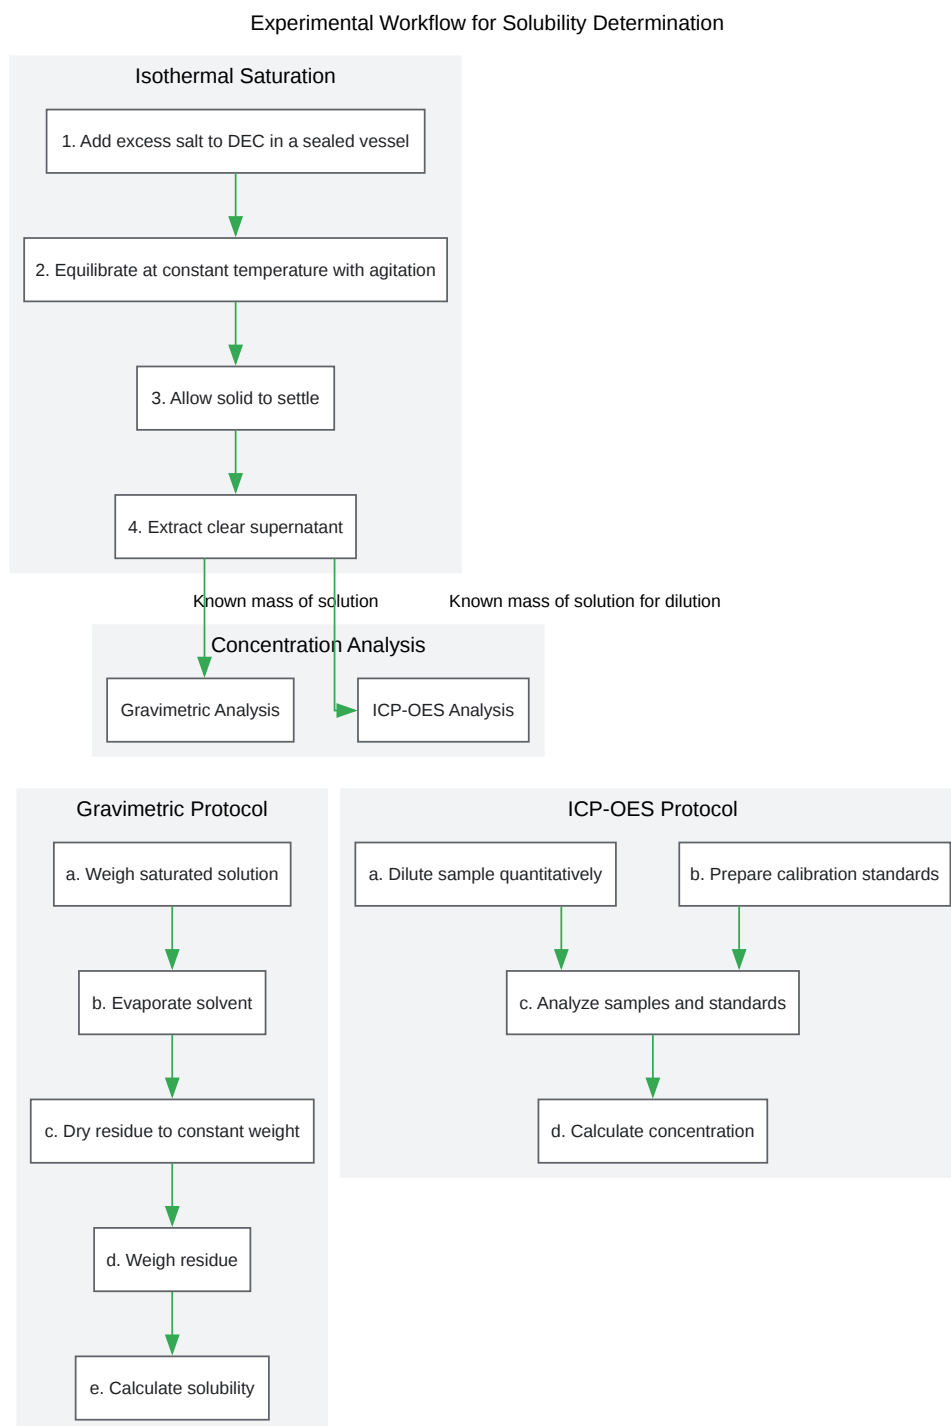 Experimental Workflow for Solubility Determination
Isothermal Saturation
1. Add excess salt to DEC in a sealed vessel
2. Equilibrate at constant temperature with agitation
3. Allow solid to settle
4. Extract clear supernatant
Known mass of solution
Known mass of solution for dilution
Concentration Analysis
Gravimetric Analysis
ICP-OES Analysis
Gravimetric Protocol
a. Weigh saturated solution
b. Evaporate solvent
c. Dry residue to constant weight
d. Weigh residue
e. Calculate solubility
ICP-OES Protocol
a. Dilute sample quantitatively
b. Prepare calibration standards
c. Analyze samples and standards
d. Calculate concentration